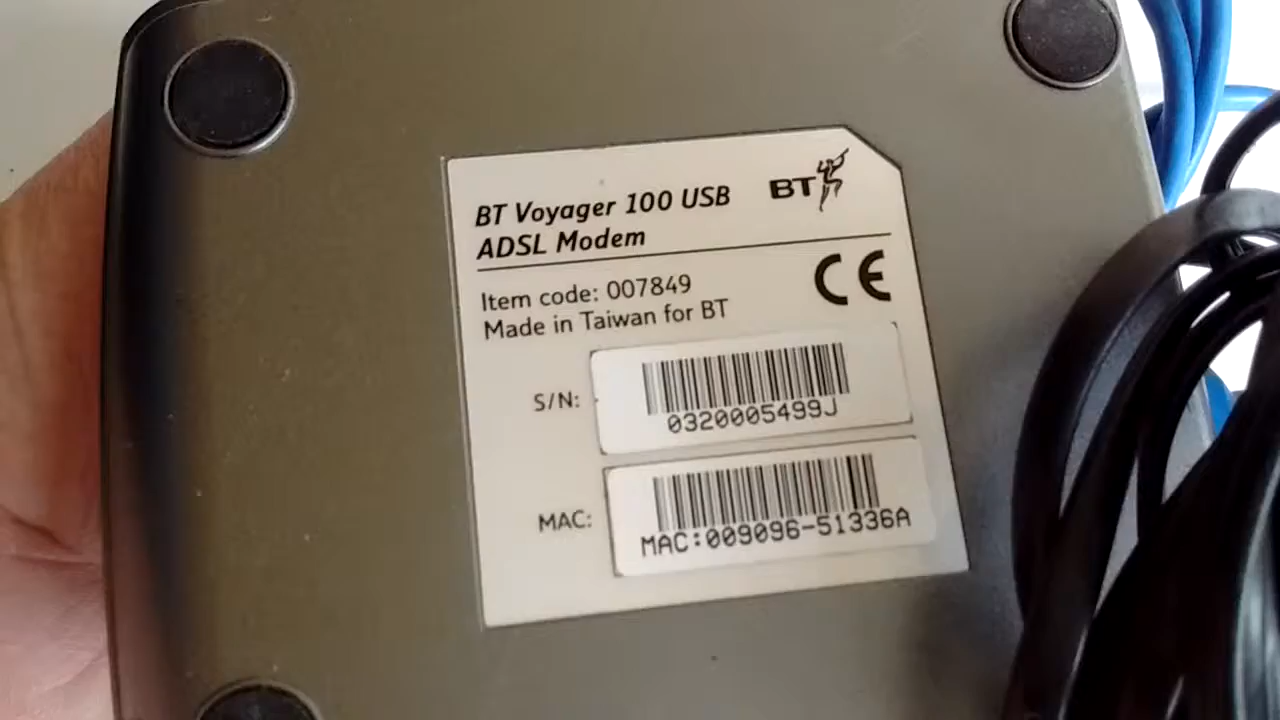 BT Voyager 100 USB
ADSL Modem
BT
Item code: 007849
Made in Taiwan for BT
CE
S/N:
0320005499J
MAC:
MAC:009096-51336A